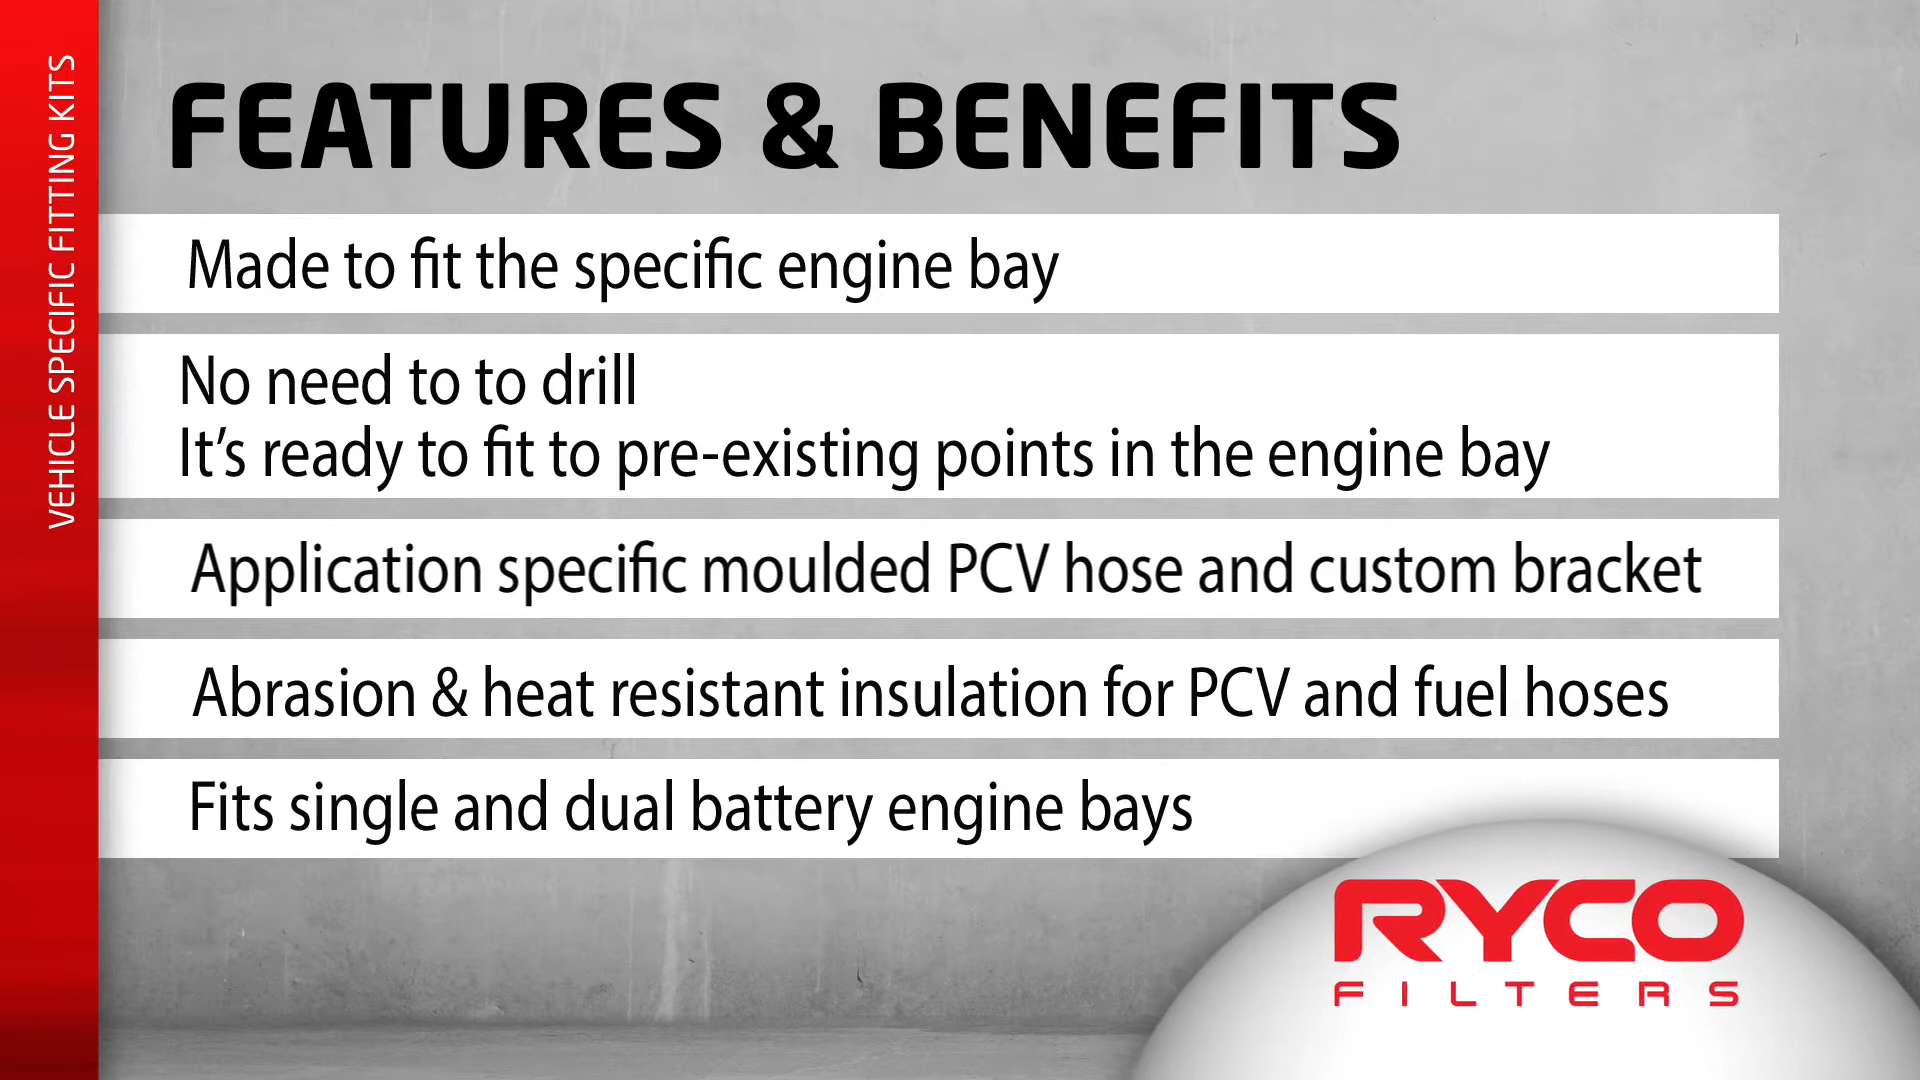 VEHICLE SPECIFIC FITTING KITS
FEATURES & BENEFITS
Made to fit the specific engine bay
No need to to drill
It’s ready to fit to pre-existing points in the engine bay
Application specific moulded PCV hose and custom bracket
Abrasion & heat resistant insulation for PCV and fuel hoses
Fits single and dual battery engine bays
RYCO
FILTERS